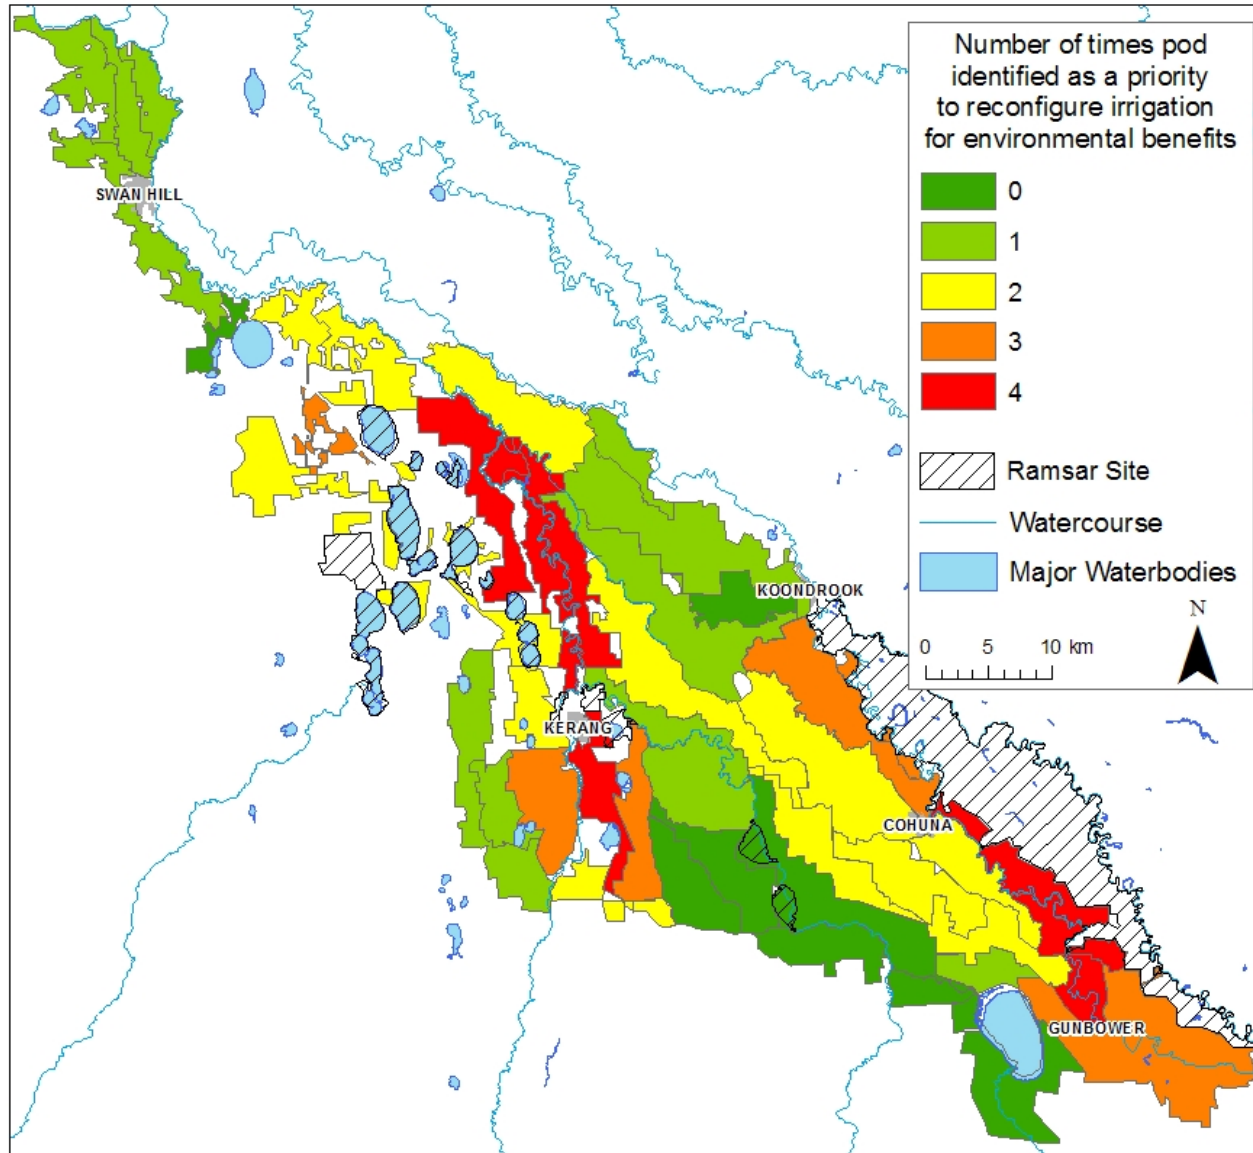 Number of times pod
identified as a priority
to reconfigure irrigation
for environmental benefits
0
1
2
3
4
Ramsar Site
Watercourse
Major Waterbodies
N
0 5 10 km
SWAN HILL
KOONDROOK
KERANG
COHUNA
GUNBOWER